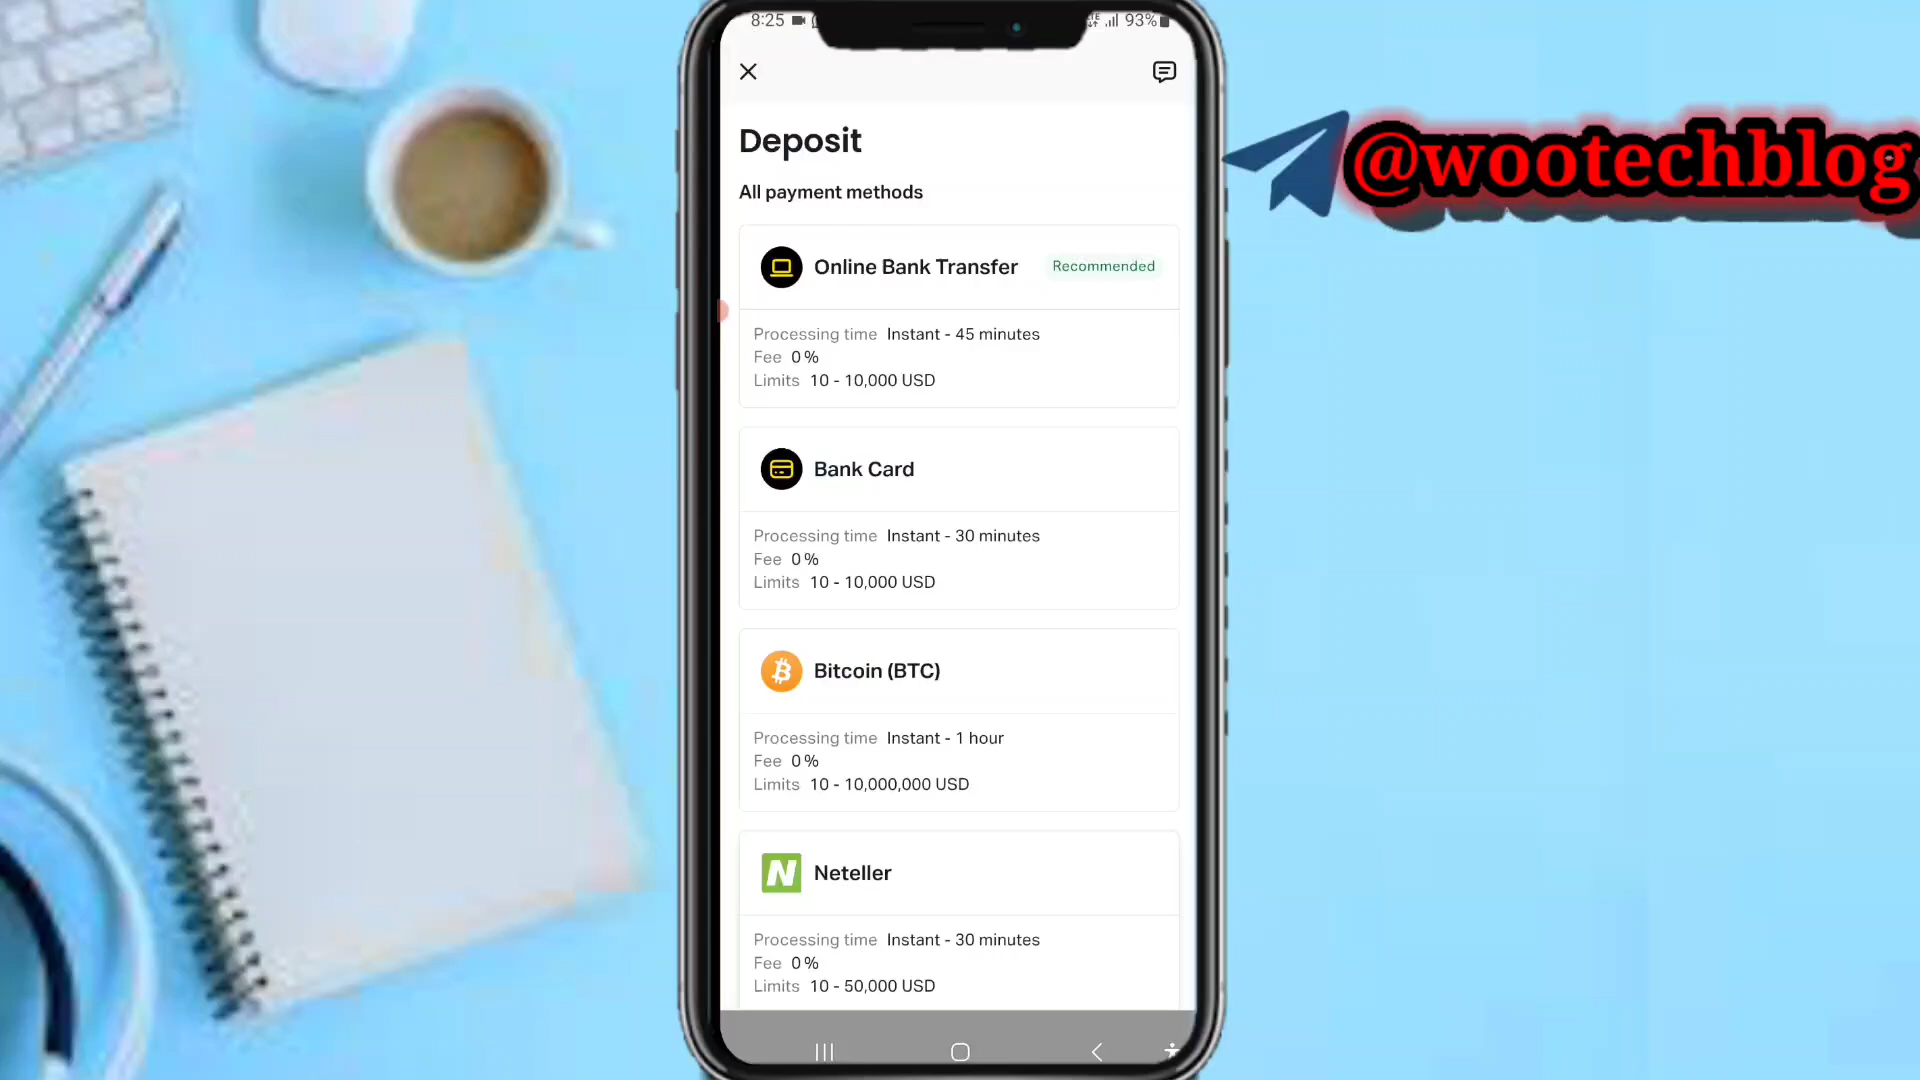 8:25
93%
@wootechblog
Deposit
All payment methods
Online Bank Transfer
Recommended
Processing time Instant - 45 minutes
Fee 0 %
Limits 10 - 10,000 USD
Bank Card
Processing time Instant - 30 minutes
Fee 0 %
Limits 10 - 10,000 USD
Bitcoin (BTC)
Processing time Instant - 1 hour
Fee 0 %
Limits 10 - 10,000,000 USD
N Neteller
Processing time Instant - 30 minutes
Fee 0 %
Limits 10 - 50,000 USD